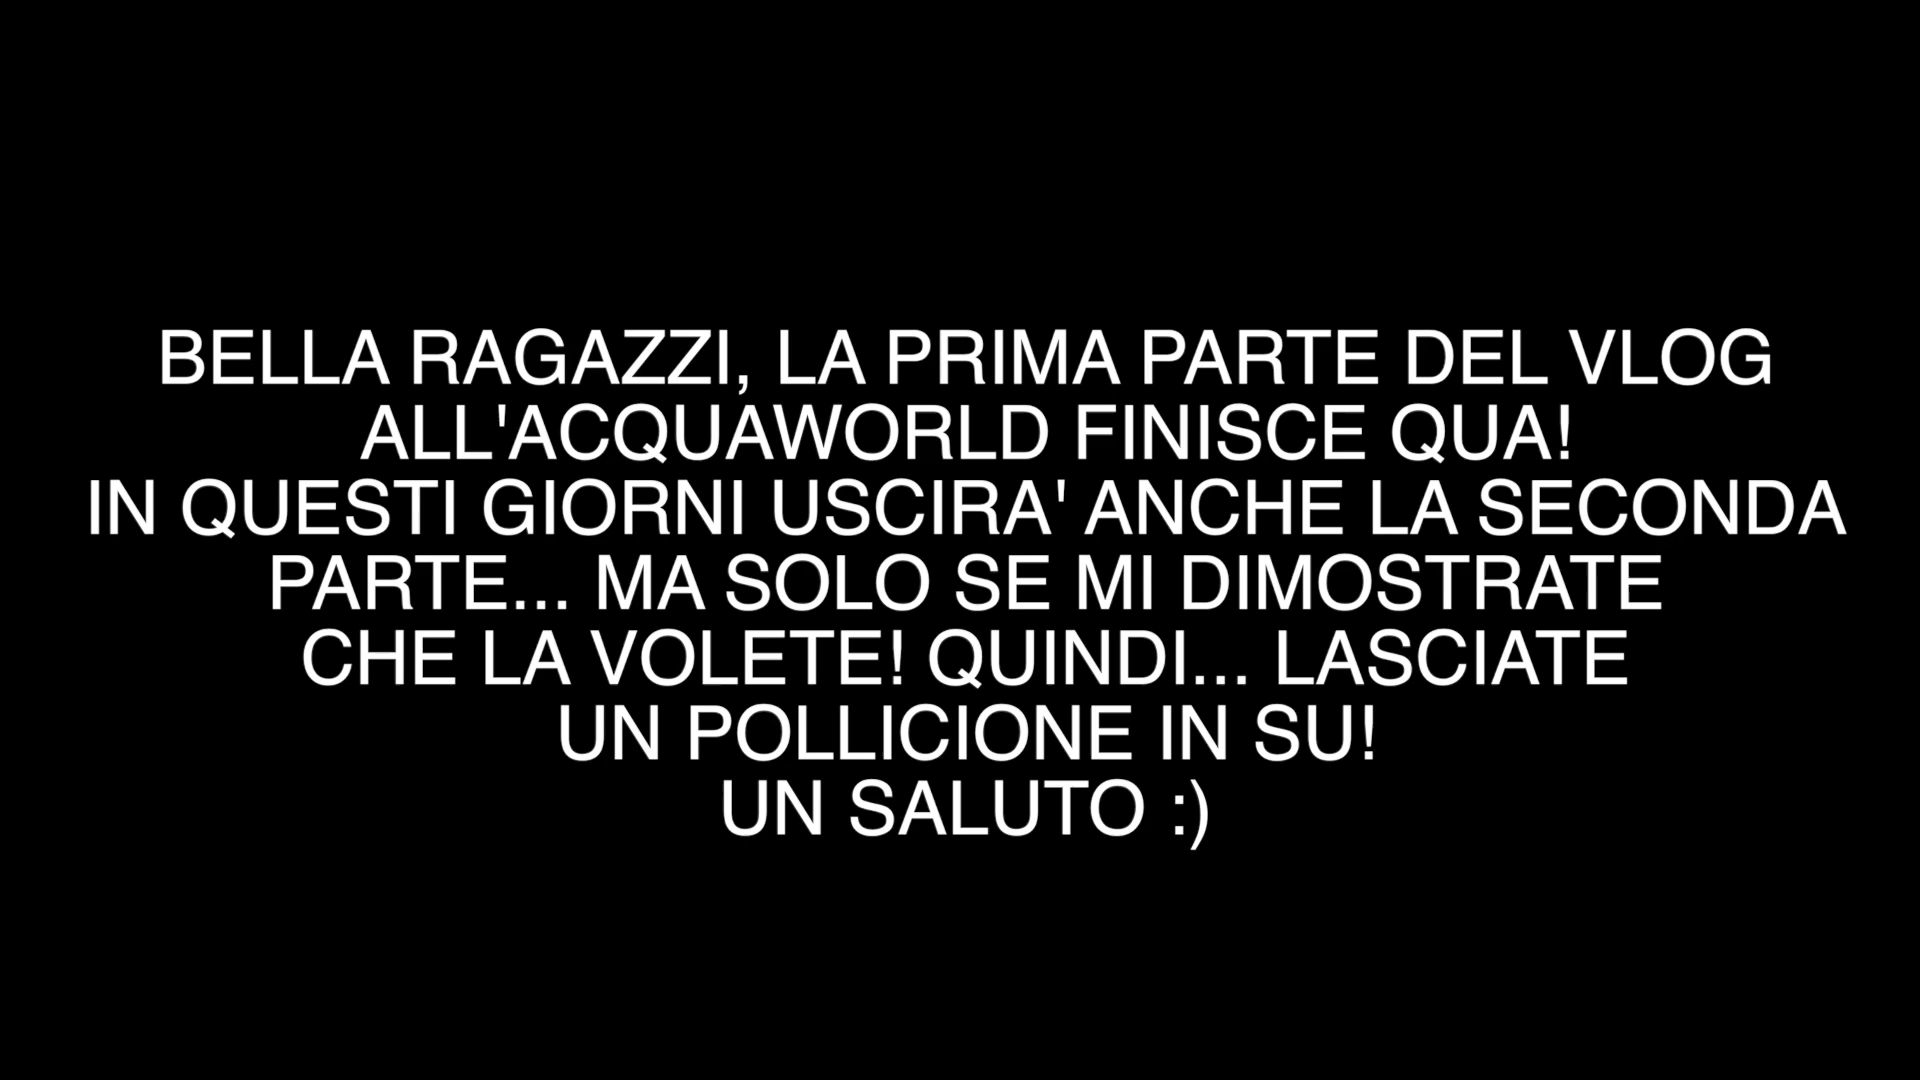 BELLA RAGAZZI, LA PRIMA PARTE DEL VLOG
ALL'ACQUAWORLD FINISCE QUA!
IN QUESTI GIORNI USCIRA' ANCHE LA SECONDA
PARTE... MA SOLO SE MI DIMOSTRATE
CHE LA VOLETE! QUINDI... LASCIATE
UN POLLICIONE IN SU!
UN SALUTO :)